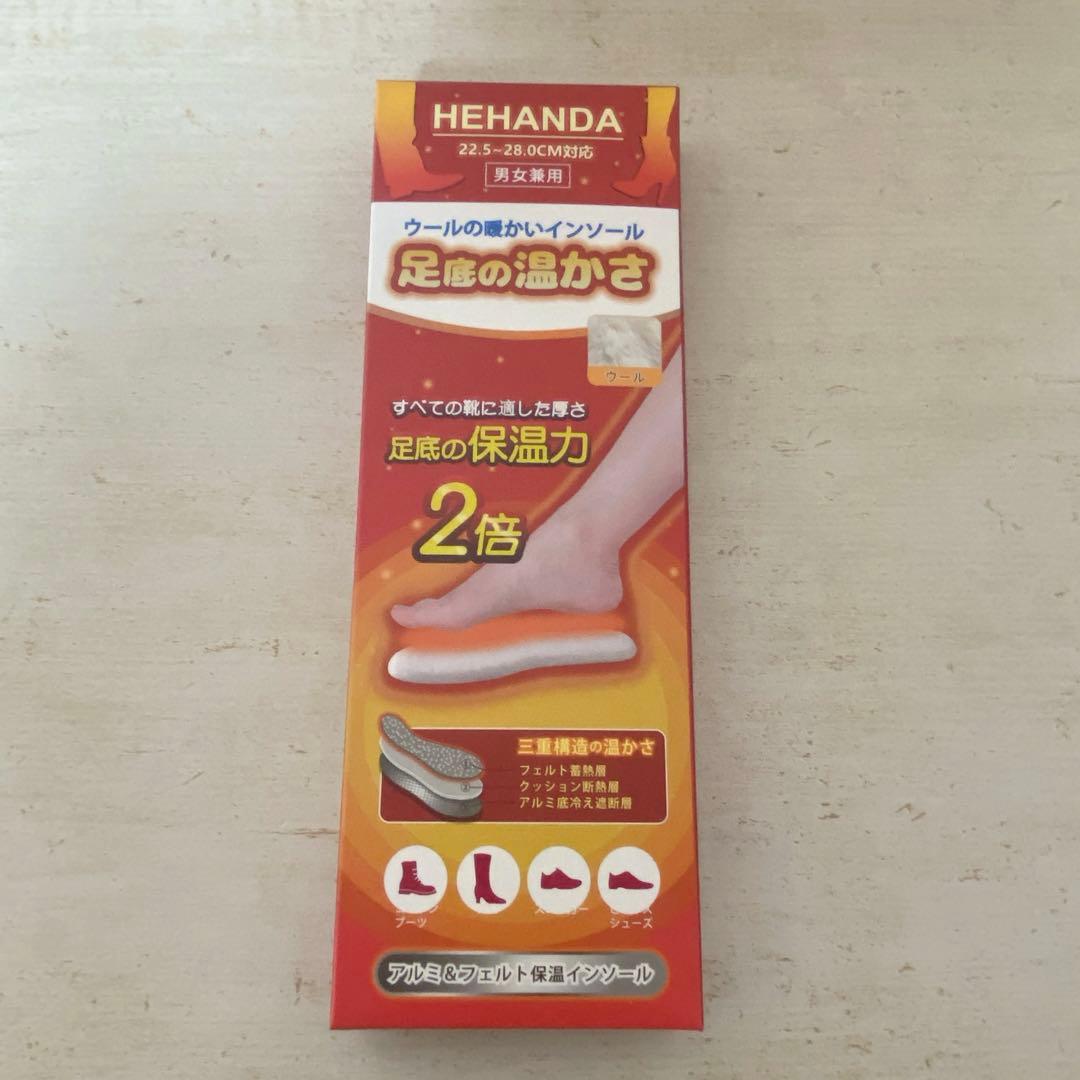 HEHANDA
22.5~28.0CM対応
男女兼用
ウールの暖かいインソール
足底の温かさ
ウール
すべての靴に適した厚さ
足底の保温力
2倍
三重構造の温かさ
フェルト蓄熱層
クッション断熱層
アルミ底冷え遮断層
ブーツ
シューズ
アルミ&フェルト保温インソール